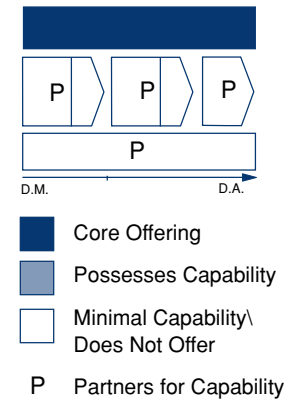 P P P
P
D.M. D.A.
Core Offering
Possesses Capability
Minimal Capability\
Does Not Offer
P Partners for Capability